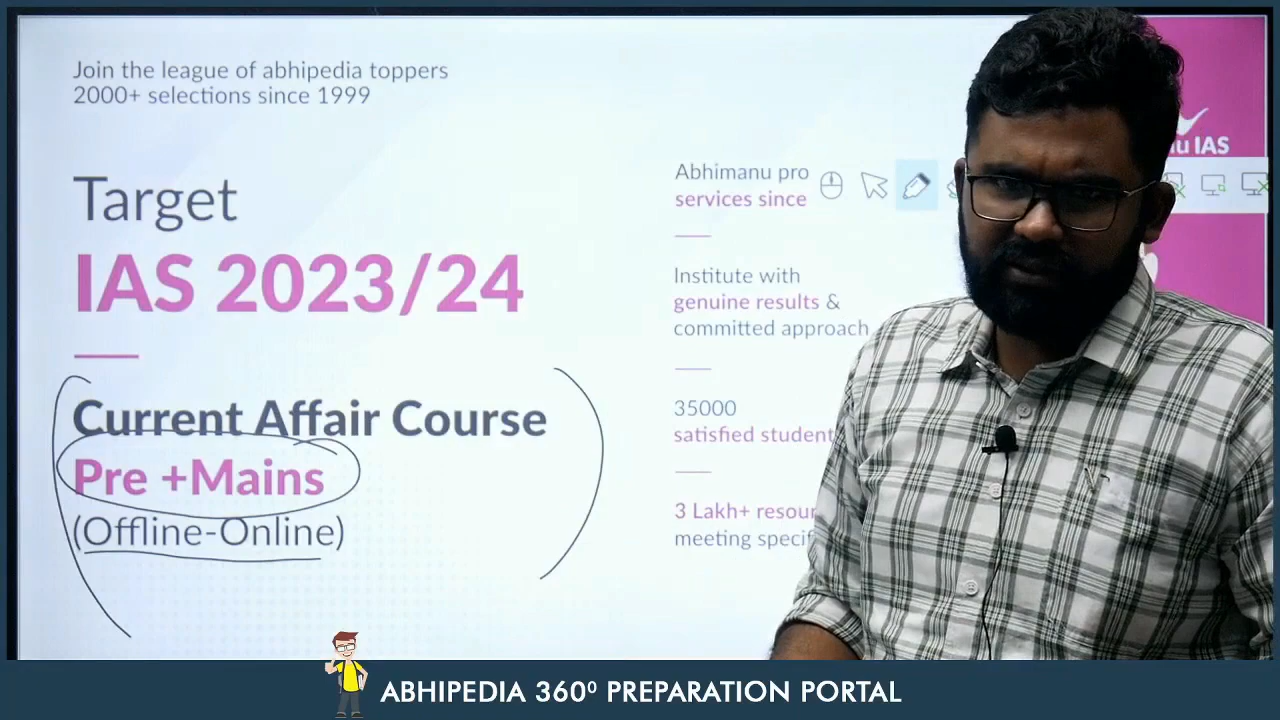 Join the league of abhipedia toppers
2000+ selections since 1999
Target
IAS 2023/24
Current Affair Course
Pre +Mains
(Offline-Online)
Abhimanu pro
services since
Institute with
genuine results &
committed approach
35000
satisfied student
3 Lakh+ resour
meeting specif
IAS
ABHIPEDIA 360⁰ PREPARATION PORTAL